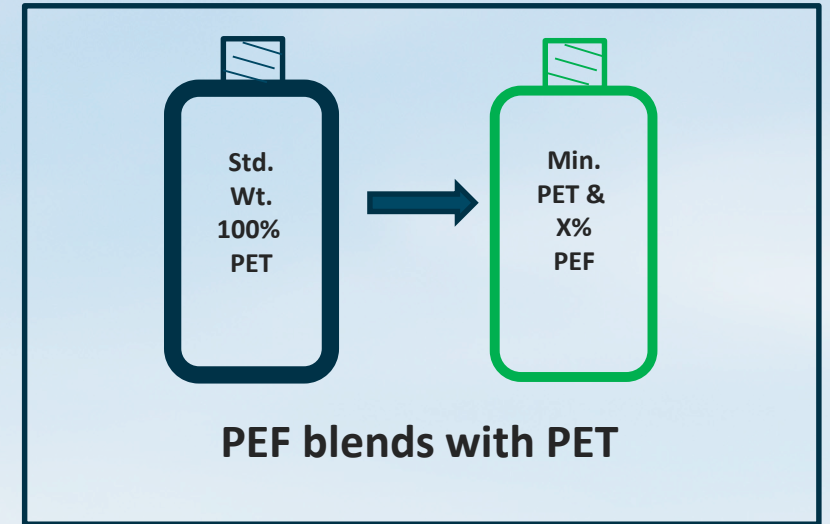 Std.
Wt.
100%
PET
Min.
PET &
X%
PEF
PEF blends with PET